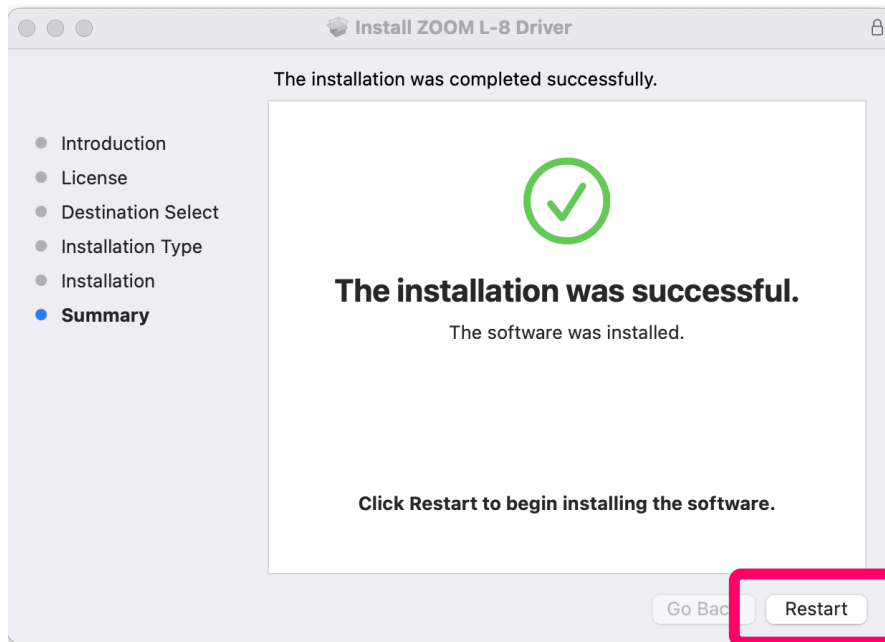 Install ZOOM L-8 Driver
The installation was completed successfully.
Introduction
License
Destination Select
Installation Type
Installation
Summary
The installation was successful.
The software was installed.
Click Restart to begin installing the software.
Go Bac
Restart